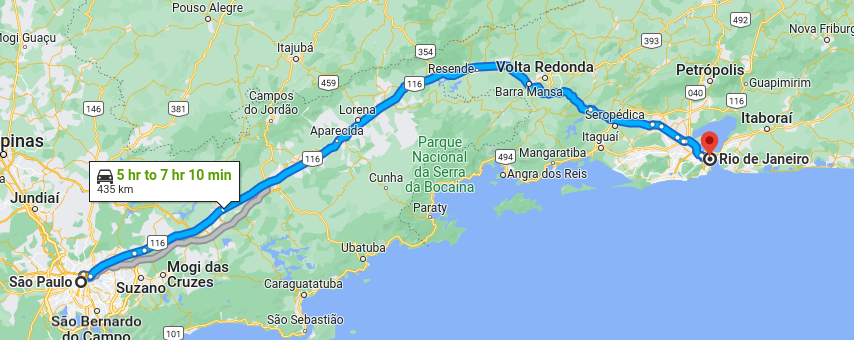 Pouso Alegre
492
Nova Friburg
Mogi Guaçu
Itajubá
354
393
Resende
Volta Redonda
Petrópolis
459
116
Guapimirim
Barra Mansa
040
116
146
381
Campos
do Jordão
Lorena
Seropédica
Itaboraí
Aparecida
pinas
Parque
Nacional
da Serra
da Bocaina
Itaguaí
116
494
Mangaratiba
Rio de Janeiro
5 hr to 7 hr 10 min
435 km
Cunha
Angra dos Reis
Jundiaí
Paraty
116
Ubatuba
São Paulo
Mogi das
Cruzes
Suzano
Caraguatatuba
São Bernardo
do Campo
São Sebastião
101